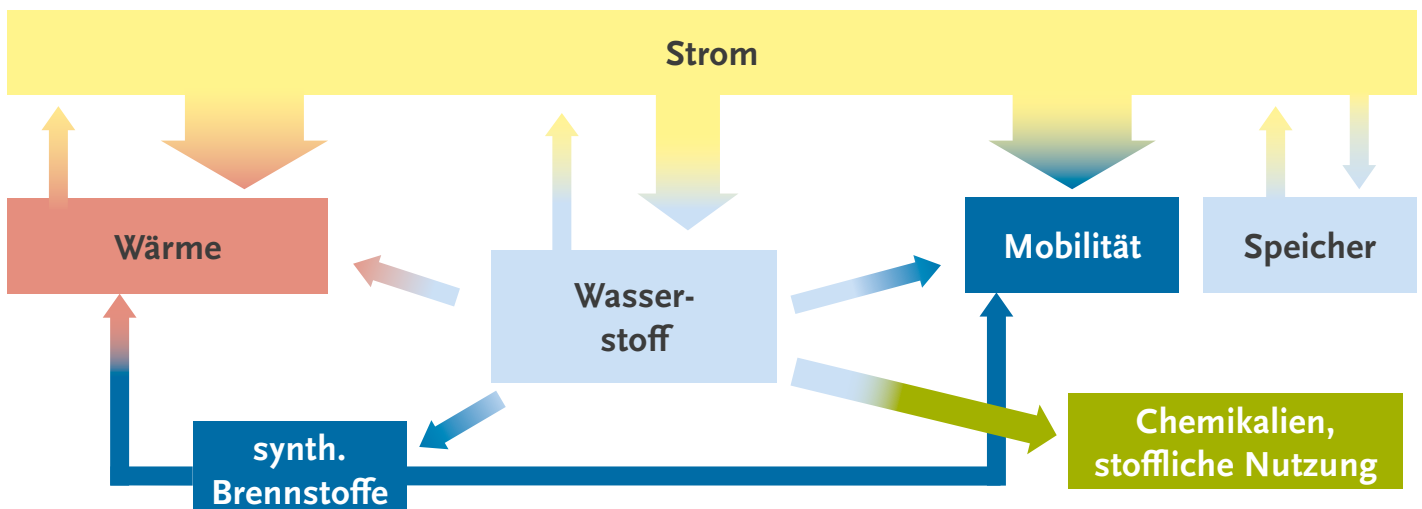 Strom
Wärme
Wasser-
stoff
Mobilität
Speicher
synth.
Brennstoffe
Chemikalien,
stoffliche Nutzung